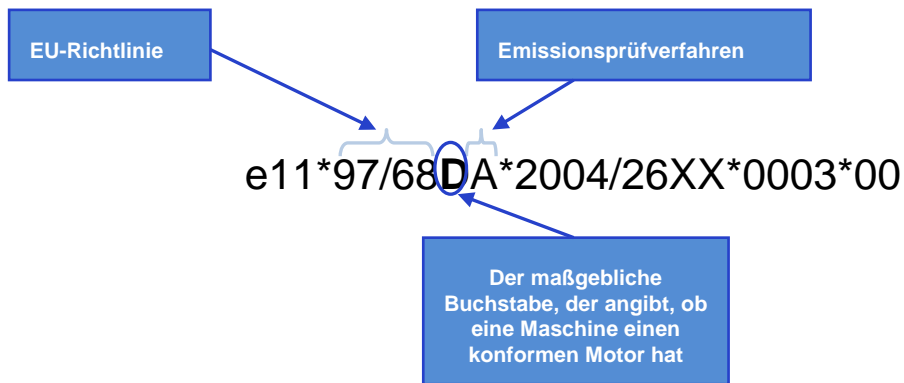 EU-Richtlinie
Emissionsprüfverfahren
e11*97/68DA*2004/26XX*0003*00
Der maßgebliche
Buchstabe, der angibt, ob
eine Maschine einen
konformen Motor hat